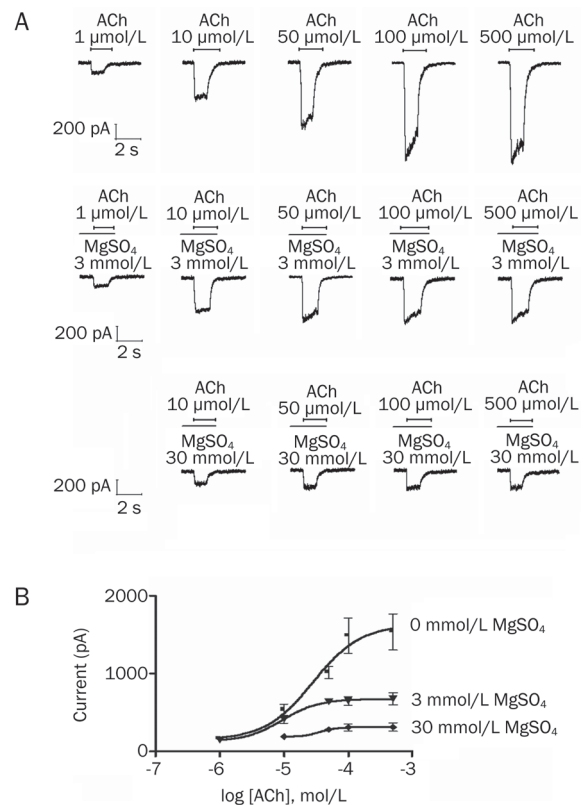 A
ACh ACh ACh ACh ACh
1 µmol/L 10 µmol/L 50 µmol/L 100 µmol/L 500 µmol/L
200 pA
2 s
ACh ACh ACh ACh ACh
1 µmol/L 10 µmol/L 50 µmol/L 100 µmol/L 500 µmol/L
MgSO₄ MgSO₄ MgSO₄ MgSO₄ MgSO₄
3 mmol/L 3 mmol/L 3 mmol/L 3 mmol/L 3 mmol/L
200 pA
2 s
ACh ACh ACh ACh
10 µmol/L 50 µmol/L 100 µmol/L 500 µmol/L
MgSO₄ MgSO₄ MgSO₄ MgSO₄
30 mmol/L 30 mmol/L 30 mmol/L 30 mmol/L
200 pA
2 s
B
2000
1000
0
Current (pA)
0 mmol/L MgSO₄
3 mmol/L MgSO₄
30 mmol/L MgSO₄
-7 -6 -5 -4 -3
log [ACh], mol/L